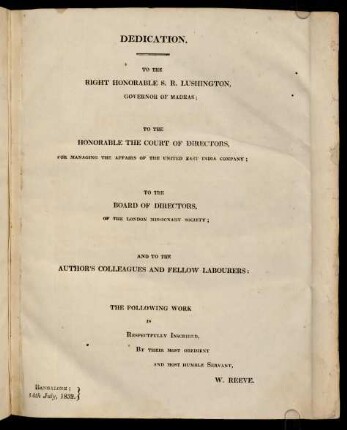 DEDICATION.
TO THE
RIGHT HONORABLE S. R. LUSHINGTON,
GOVERNOR OF MADRAS;
TO THE
HONORABLE THE COURT OF DIRECTORS,
FOR MANAGING THE AFFAIRS OF THE UNITED EAST INDIA COMPANY;
TO THE
BOARD OF DIRECTORS,
OF THE LONDON MISSIONARY SOCIETY;
AND TO THE
AUTHOR'S COLLEAGUES AND FELLOW LABOURERS:
THE FOLLOWING WORK
IS
RESPECTFULLY INSCRIBED,
BY THEIR MOST OBEDIENT
AND MOST HUMBLE SERVANT,
W. REEVE.
BANGALORE:
14th July, 1832.